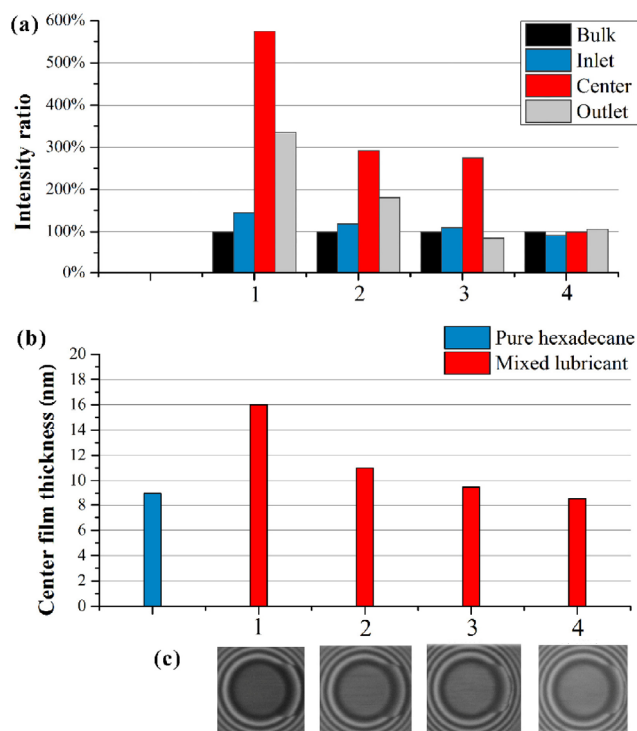 (a)
600%
500%
400%
300%
200%
100%
0%
Intensity ratio
Bulk
Inlet
Center
Outlet
1 2 3 4
(b)
Pure hexadecane
Mixed lubricant
20
18
16
14
12
10
8
6
4
2
0
Center film thickness (nm)
1 2 3 4
(c)